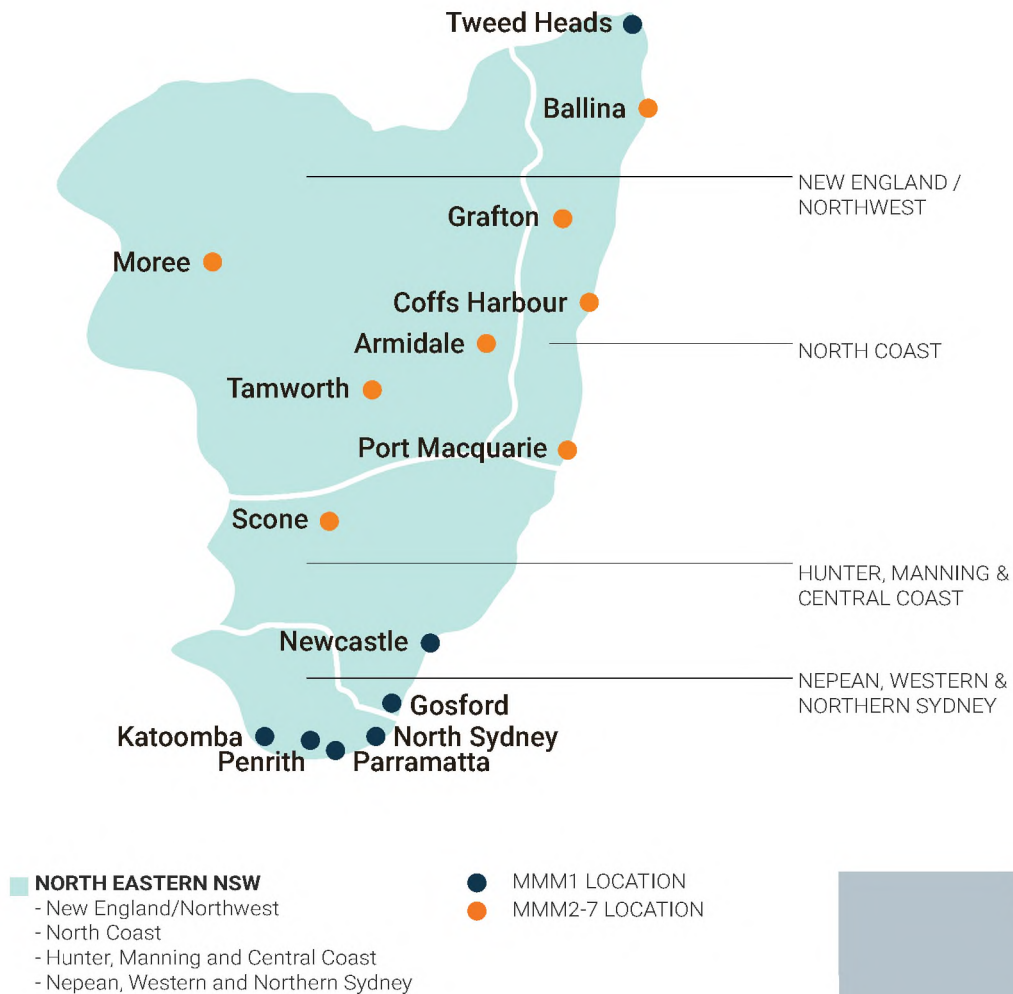 Tweed Heads
Ballina
NEW ENGLAND /
NORTHWEST
Grafton
Moree
Coffs Harbour
Armidale
NORTH COAST
Tamworth
Port Macquarie
Scone
HUNTER, MANNING &
CENTRAL COAST
Newcastle
NEPEAN, WESTERN &
NORTHERN SYDNEY
Gosford
Katoomba
North Sydney
Penrith
Parramatta
NORTH EASTERN NSW
- New England/Northwest
- North Coast
- Hunter, Manning and Central Coast
- Nepean, Western and Northern Sydney
MMM1 LOCATION
MMM2-7 LOCATION